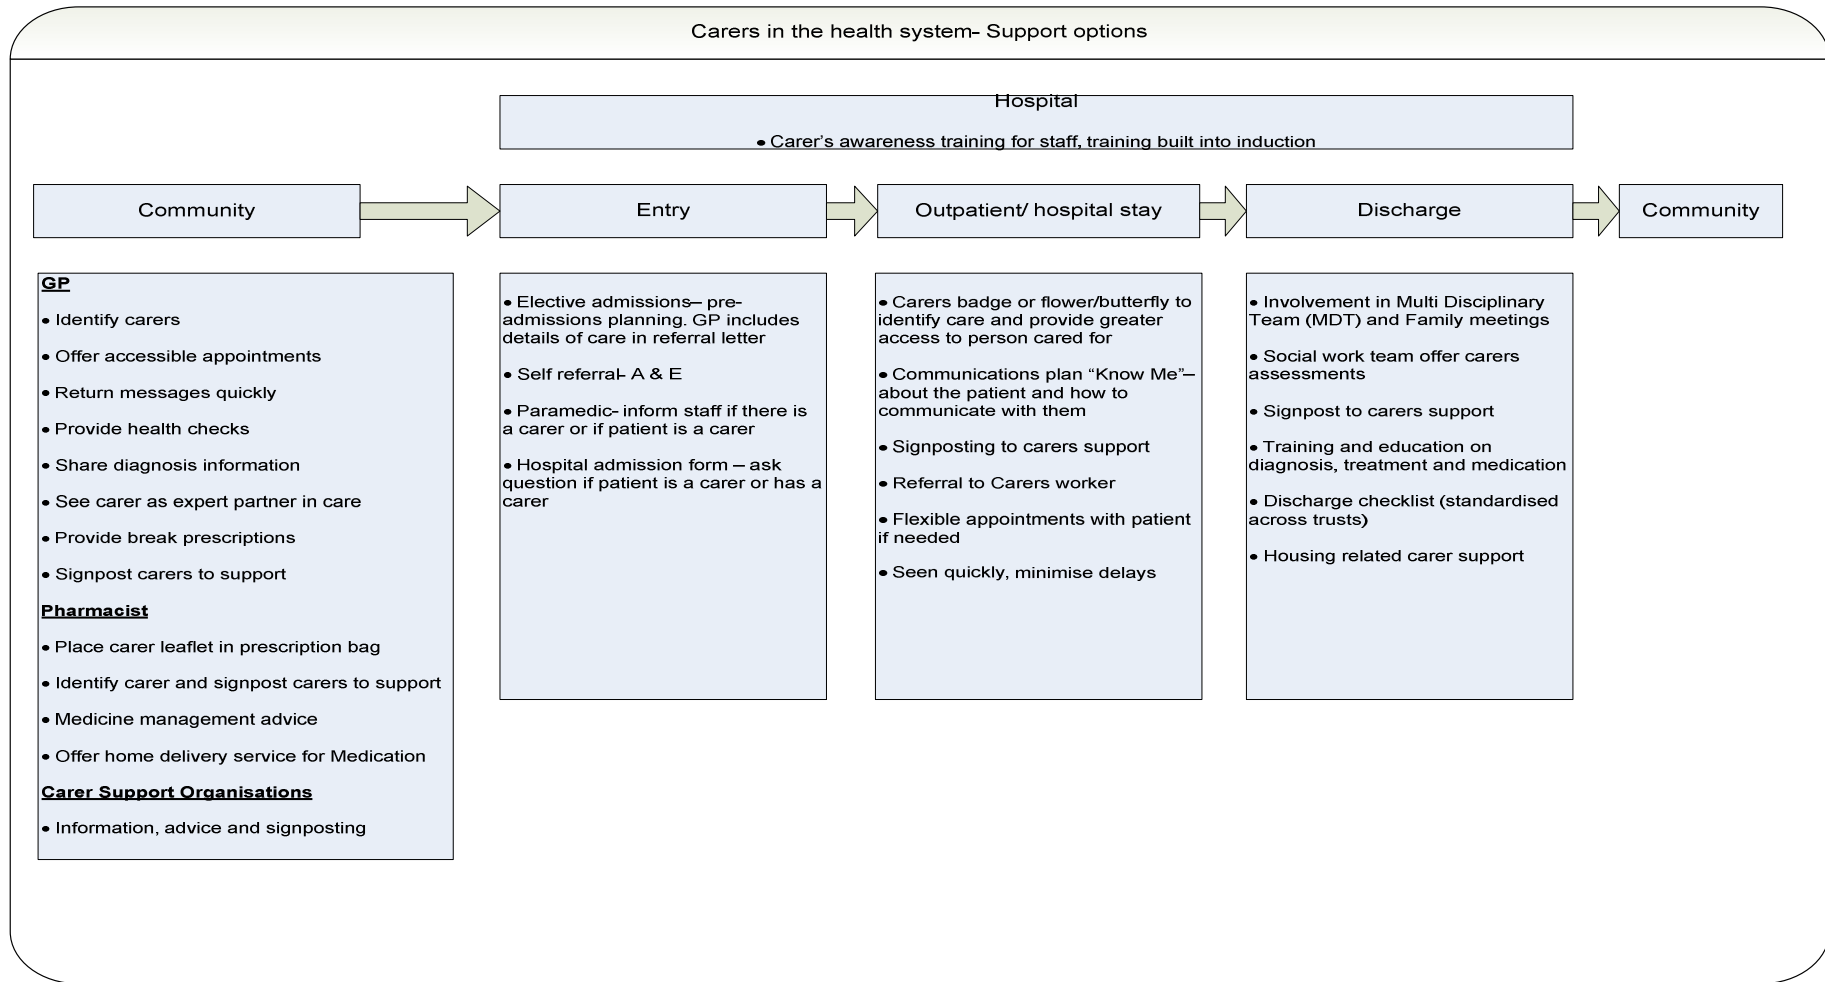 Carers in the health system- Support options
Hospital
• Carer's awareness training for staff, training built into induction
Community
Entry
Outpatient/ hospital stay
Discharge
Community
GP
• Identify carers
• Offer accessible appointments
• Return messages quickly
• Provide health checks
• Share diagnosis information
• See carer as expert partner in care
• Provide break prescriptions
• Signpost carers to support
Pharmacist
• Place carer leaflet in prescription bag
• Identify carer and signpost carers to support
• Medicine management advice
• Offer home delivery service for Medication
Carer Support Organisations
• Information, advice and signposting
• Elective admissions– pre-
admissions planning. GP includes
details of care in referral letter
• Self referral- A & E
• Paramedic- inform staff if there is
a carer or if patient is a carer
• Hospital admission form – ask
question if patient is a carer or has a
carer
• Carers badge or flower/butterfly to
identify care and provide greater
access to person cared for
• Communications plan “Know Me”–
about the patient and how to
communicate with them
• Signposting to carers support
• Referral to Carers worker
• Flexible appointments with patient
if needed
• Seen quickly, minimise delays
• Involvement in Multi Disciplinary
Team (MDT) and Family meetings
• Social work team offer carers
assessments
• Signpost to carers support
• Training and education on
diagnosis, treatment and medication
• Discharge checklist (standardised
across trusts)
• Housing related carer support